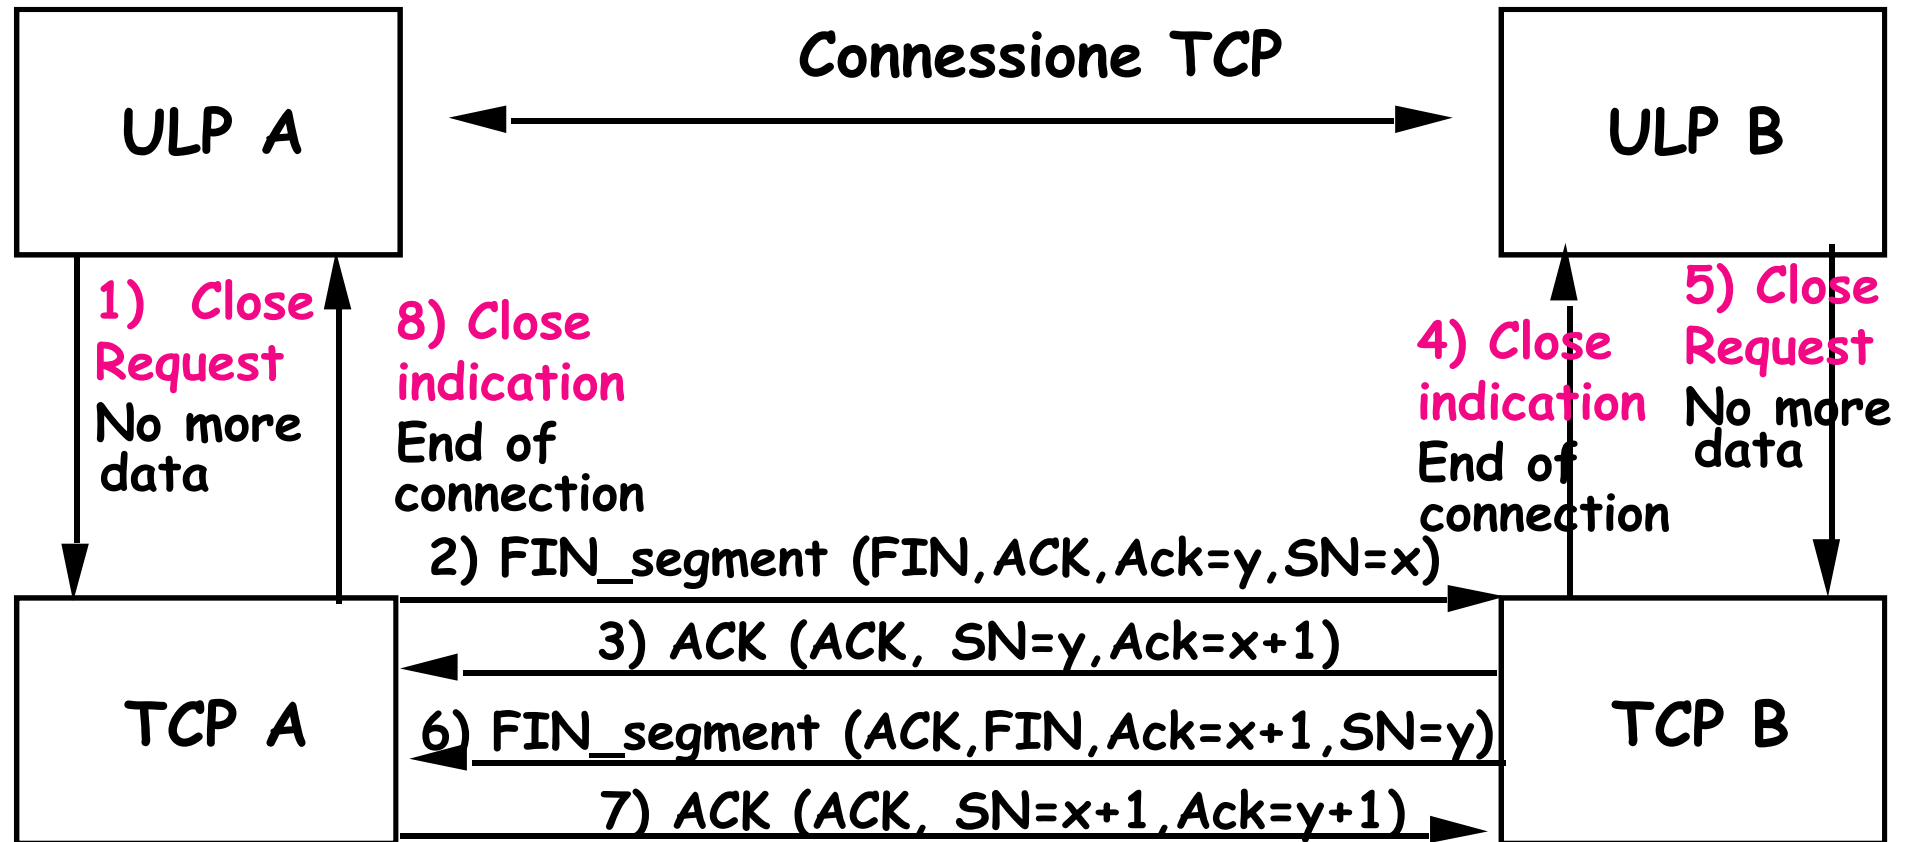 Connessione TCP
ULP A
ULP B
1) Close
Request
No more
data
8) Close
indication
End of
connection
4) Close
indication
End of
connection
5) Close
Request
No more
data
2) FIN_segment (FIN,ACK,Ack=y,SN=x)
3) ACK (ACK, SN=y,Ack=x+1)
6) FIN_segment (ACK,FIN,Ack=x+1,SN=y)
7) ACK (ACK, SN=x+1,Ack=y+1)
TCP A
TCP B